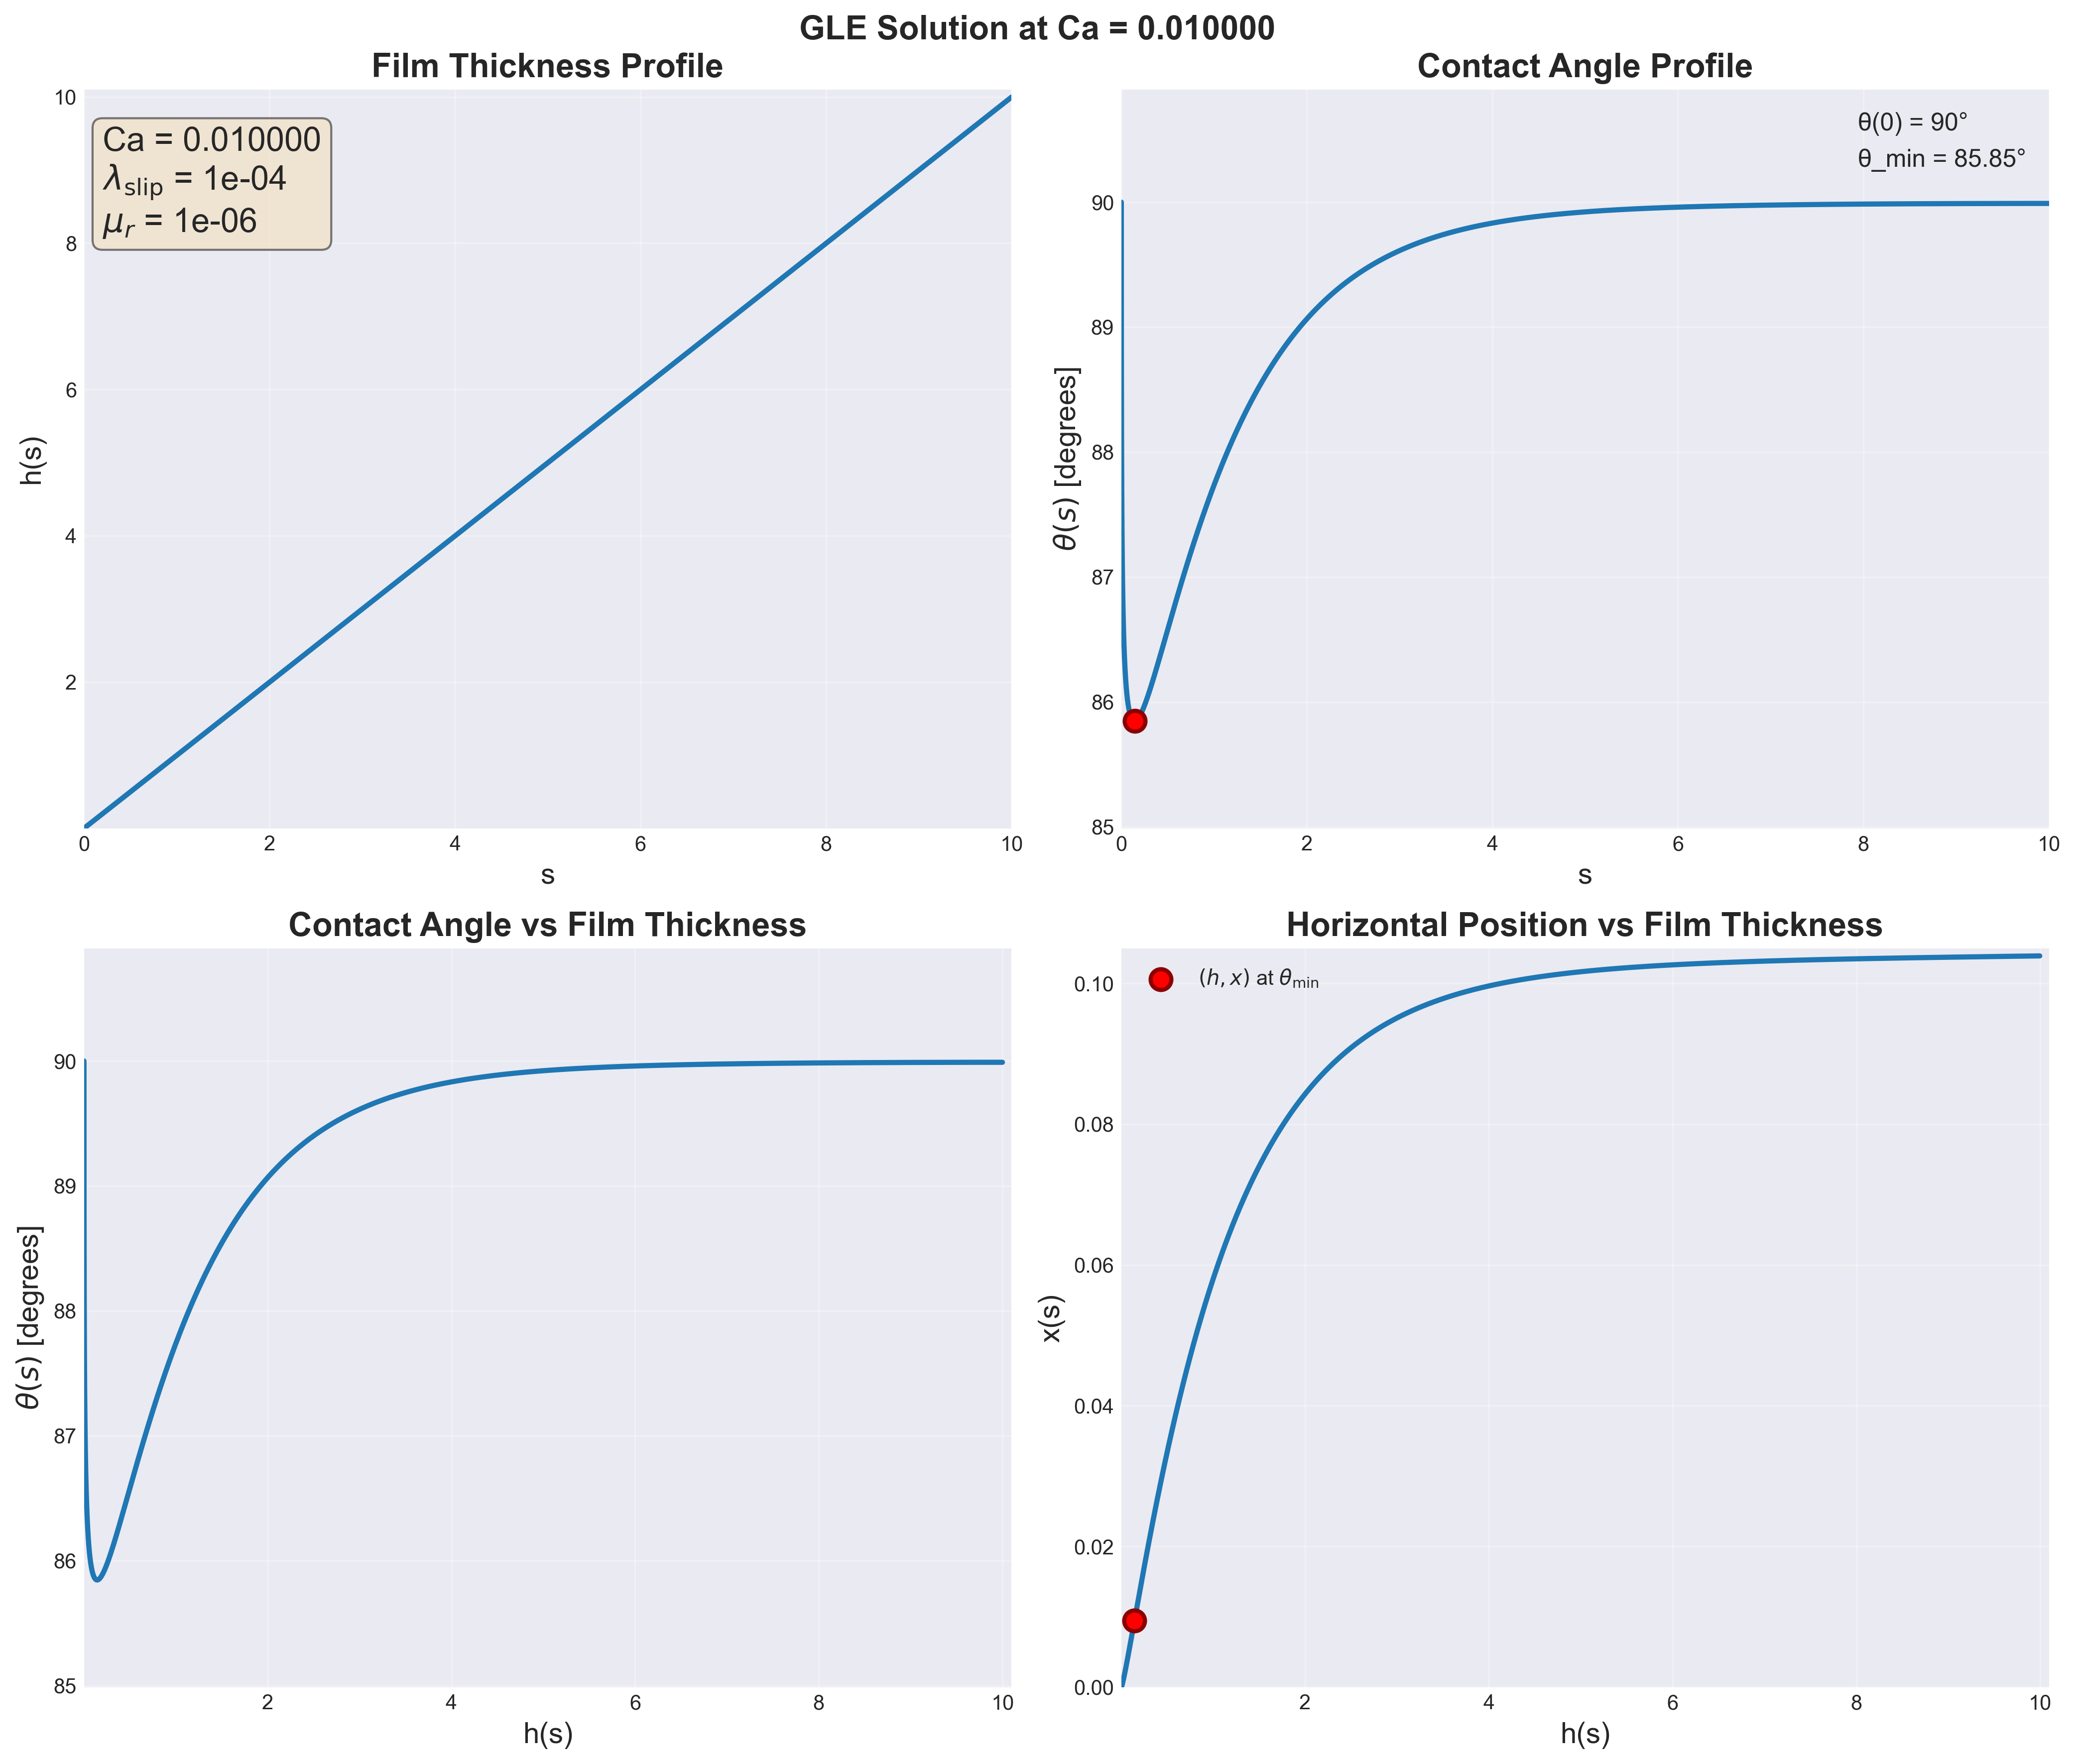 GLE Solution at Ca = 0.010000
Film Thickness Profile
10
8
6
4
2
h(s)
Ca = 0.010000
λslip = 1e-04
μr = 1e-06
0
2
4
6
8
10
s
Contact Angle Profile
90
89
88
87
86
85
θ(s) [degrees]
θ(0) = 90°
θ_min = 85.85°
0
2
4
6
8
10
s
Contact Angle vs Film Thickness
90
89
88
87
86
85
θ(s) [degrees]
2
4
6
8
10
h(s)
Horizontal Position vs Film Thickness
0.10
0.08
0.06
0.04
0.02
0.00
x(s)
(h, x) at θmin
2
4
6
8
10
h(s)